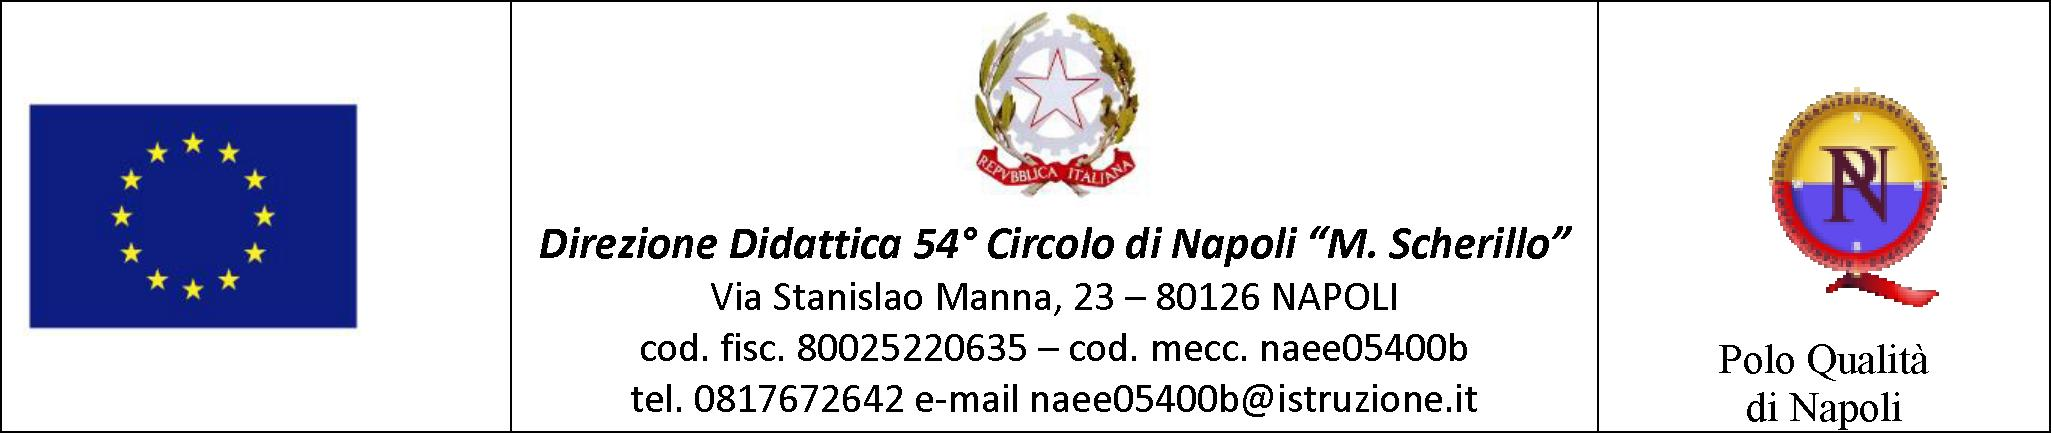 REPVBBLICA ITALIANA
Direzione Didattica 54° Circolo di Napoli “M. Scherillo”
Via Stanislao Manna, 23 – 80126 NAPOLI
cod. fisc. 80025220635 – cod. mecc. naee05400b
tel. 0817672642 e-mail naee05400b@istruzione.it
Polo Qualità
di Napoli